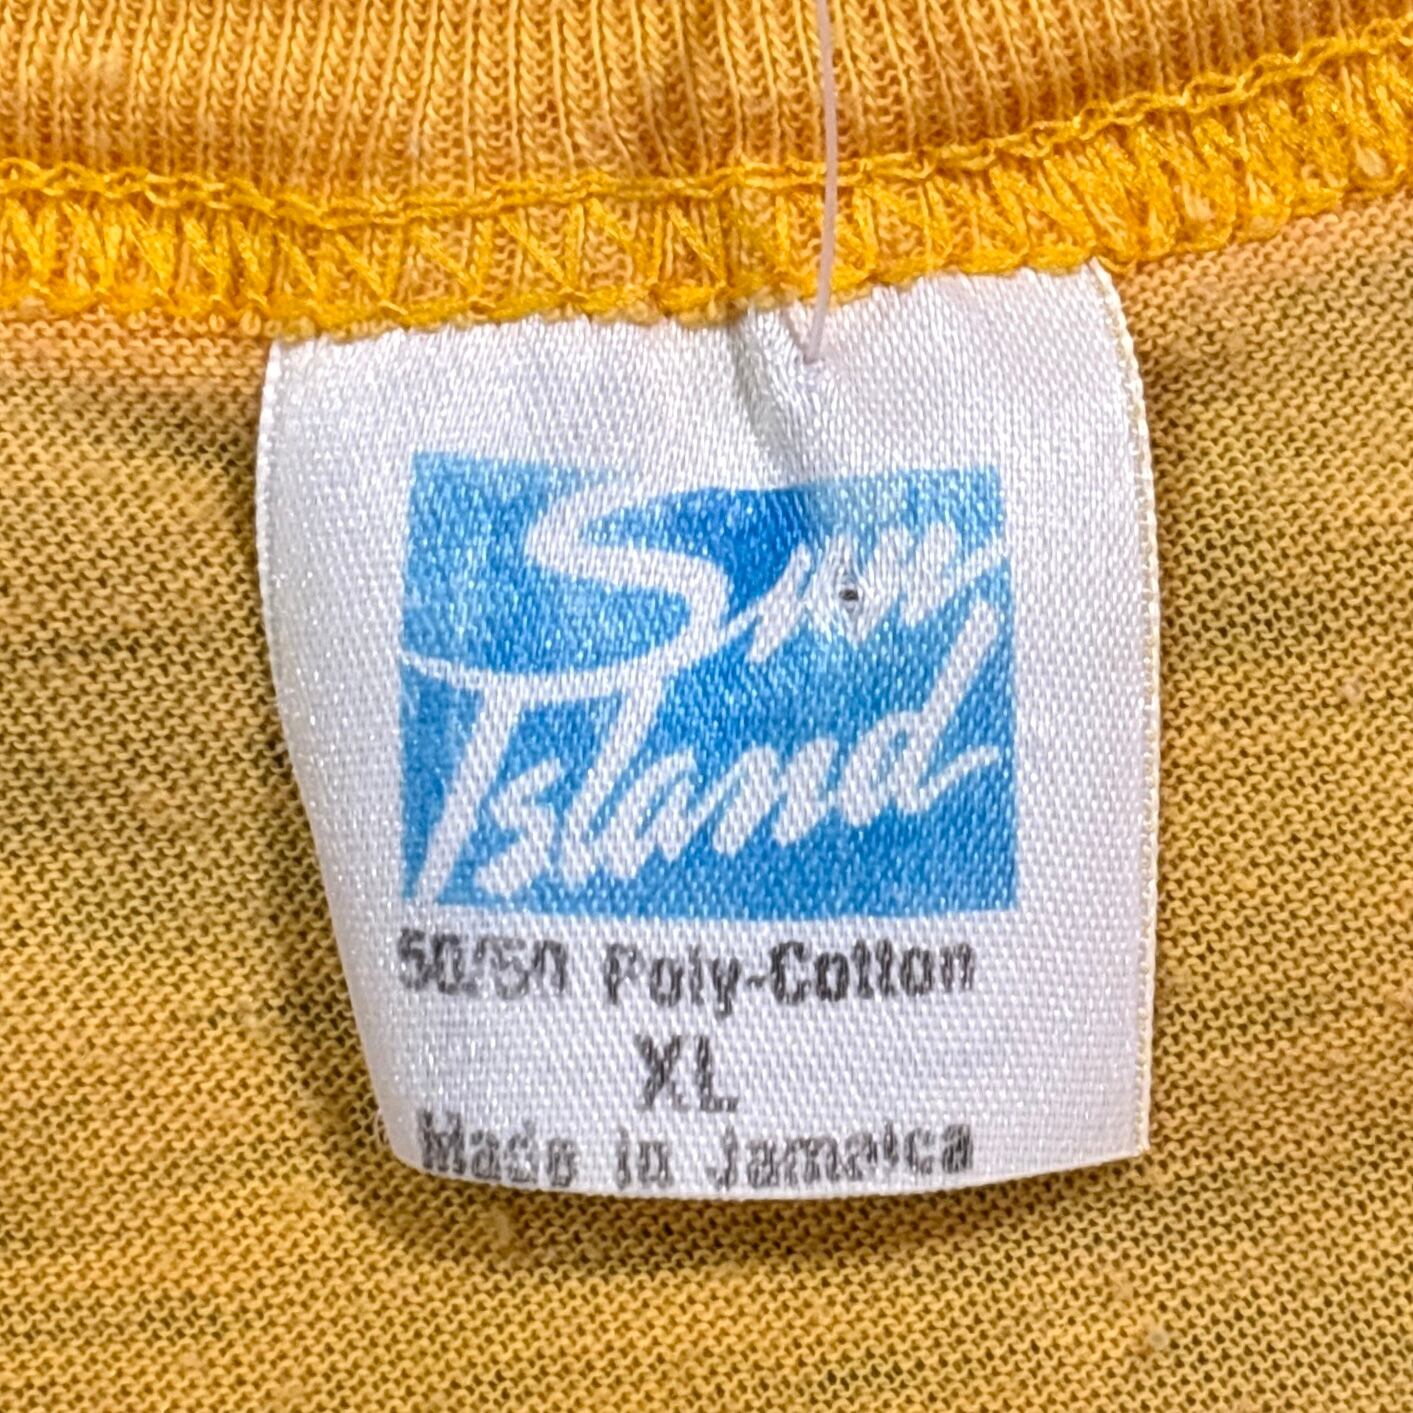 Sun
Island
50/50 Poly-Cotton
XL
Made in Jamaica